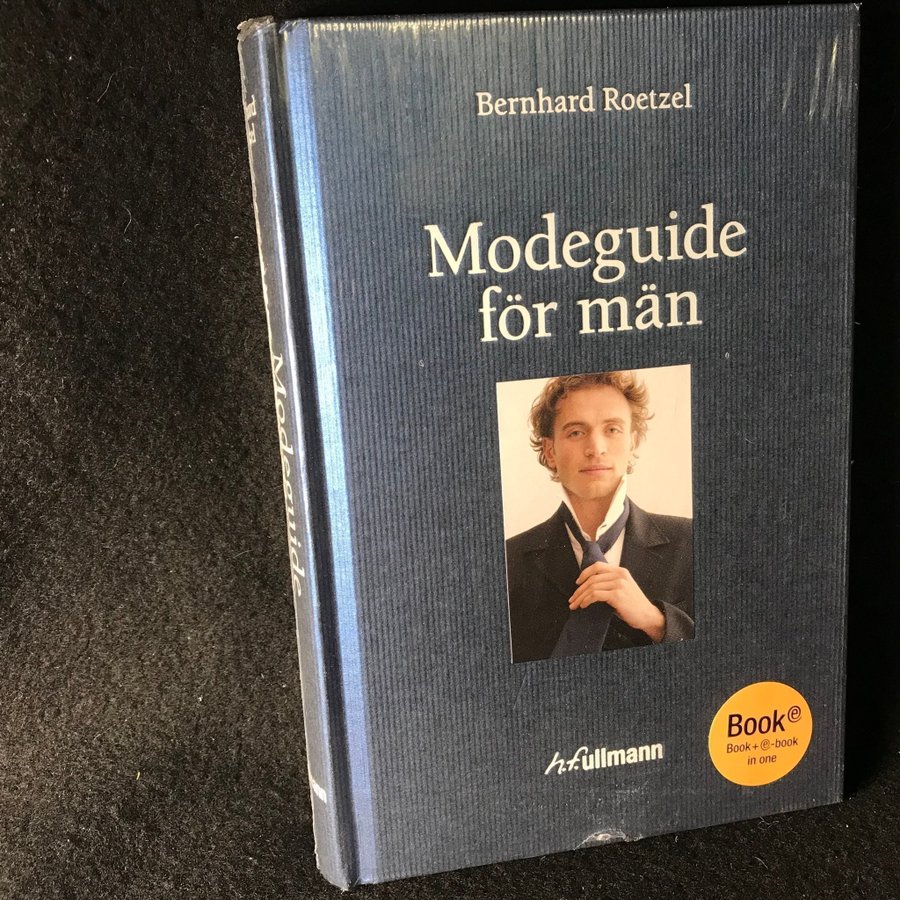 Bernhard Roetzel
Modeguide
för män
h.f.ullmann
Book e
Book + e-book
in one
Modeguide